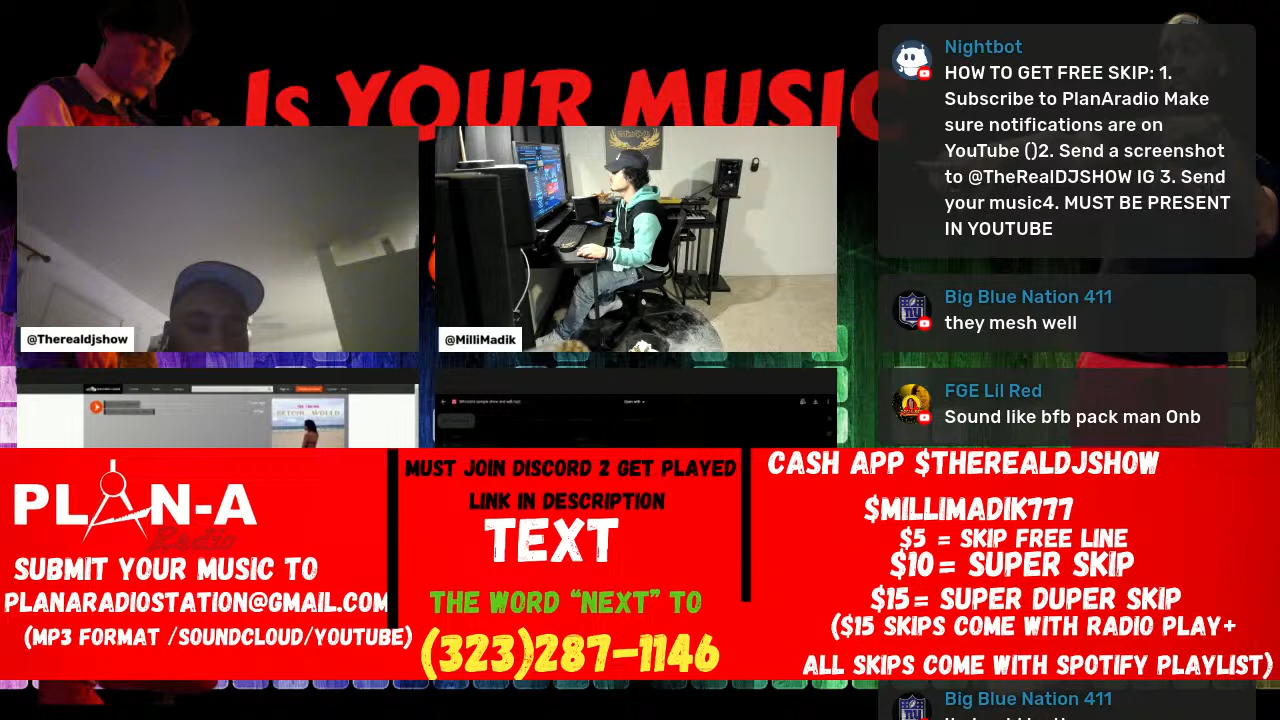 Is YOUR MUSIC
@Therealdjshow
@MilliMadik
Nightbot
HOW TO GET FREE SKIP: 1.
Subscribe to PlanAradio Make
sure notifications are on
YouTube ()2. Send a screenshot
to @TheRealDJSHOW IG 3. Send
your music4. MUST BE PRESENT
IN YOUTUBE
Big Blue Nation 411
they mesh well
FGE Lil Red
Sound like bfb pack man Onb
PLAN-A
Radio
SUBMIT YOUR MUSIC TO
PLANARADIOSTATION@GMAIL.COM
(MP3 FORMAT /SOUNDCLOUD/YOUTUBE)
MUST JOIN DISCORD 2 GET PLAYED
LINK IN DESCRIPTION
TEXT
THE WORD “NEXT” TO
(323)287-1146
CASH APP $THEREALDJSHOW
$MILLIMADIK777
$5 = SKIP FREE LINE
$10 = SUPER SKIP
$15 = SUPER DUPER SKIP
($15 SKIPS COME WITH RADIO PLAY+
ALL SKIPS COME WITH SPOTIFY PLAYLIST)
Big Blue Nation 411